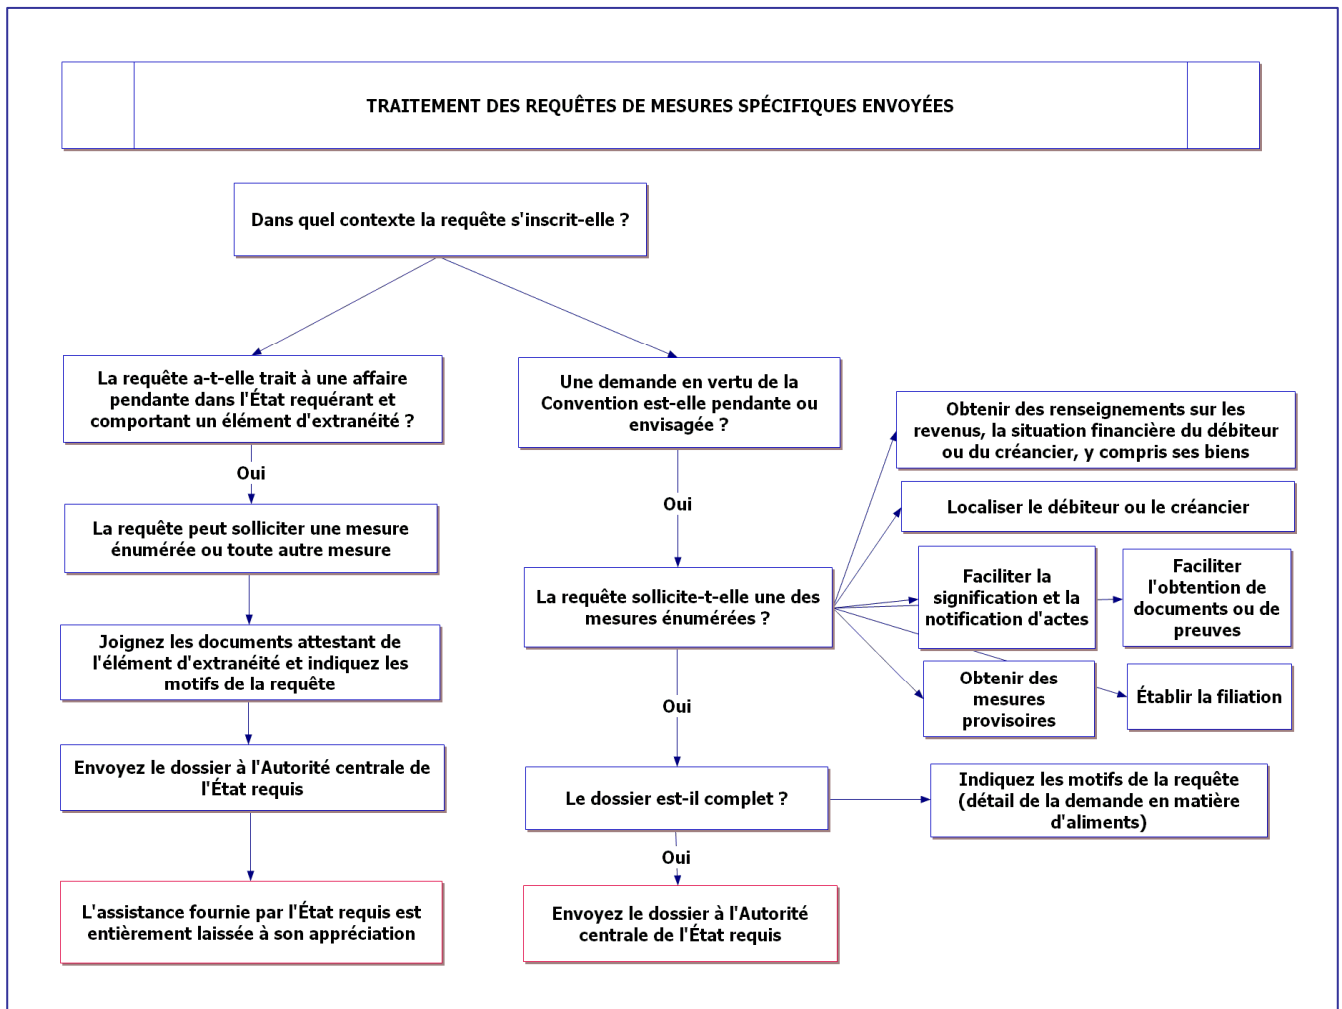 TRAITEMENT DES REQUÊTES DE MESURES SPÉCIFIQUES ENVOYÉES
Dans quel contexte la requête s'inscrit-elle ?
La requête a-t-elle trait à une affaire
pendante dans l'État requérant et
comportant un élément d'extranéité ?
Oui
La requête peut solliciter une mesure
énumérée ou toute autre mesure
Joignez les documents attestant de
l'élément d'extranéité et indiquez les
motifs de la requête
Envoyez le dossier à l'Autorité centrale de
l'État requis
L'assistance fournie par l'État requis est
entièrement laissée à son appréciation
Une demande en vertu de la
Convention est-elle pendante ou
envisagée ?
Oui
La requête sollicite-t-elle une des
mesures énumérées ?
Obtenir des renseignements sur les
revenus, la situation financière du débiteur
ou du créancier, y compris ses biens
Localiser le débiteur ou le créancier
Faciliter la
signification et la
notification d'actes
Faciliter
l'obtention de
documents ou de
preuves
Obtenir des
mesures
provisoires
Établir la filiation
Oui
Le dossier est-il complet ?
Indiquez les motifs de la requête
(détail de la demande en matière
d'aliments)
Oui
Envoyez le dossier à l'Autorité
centrale de l'État requis